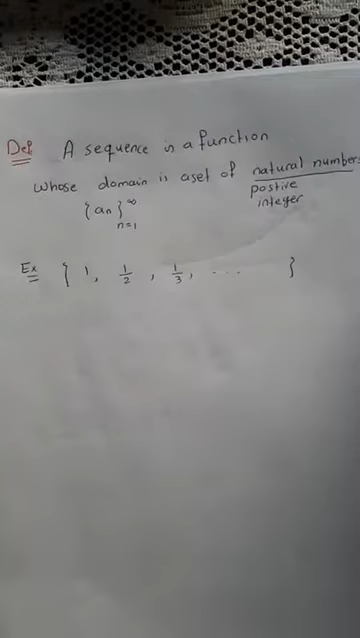 Def A sequence is a function
whose domain is a set of natural numbers
postive
integer
{an}^∞_{n=1}
Ex { 1, 1/2, 1/3, ... }